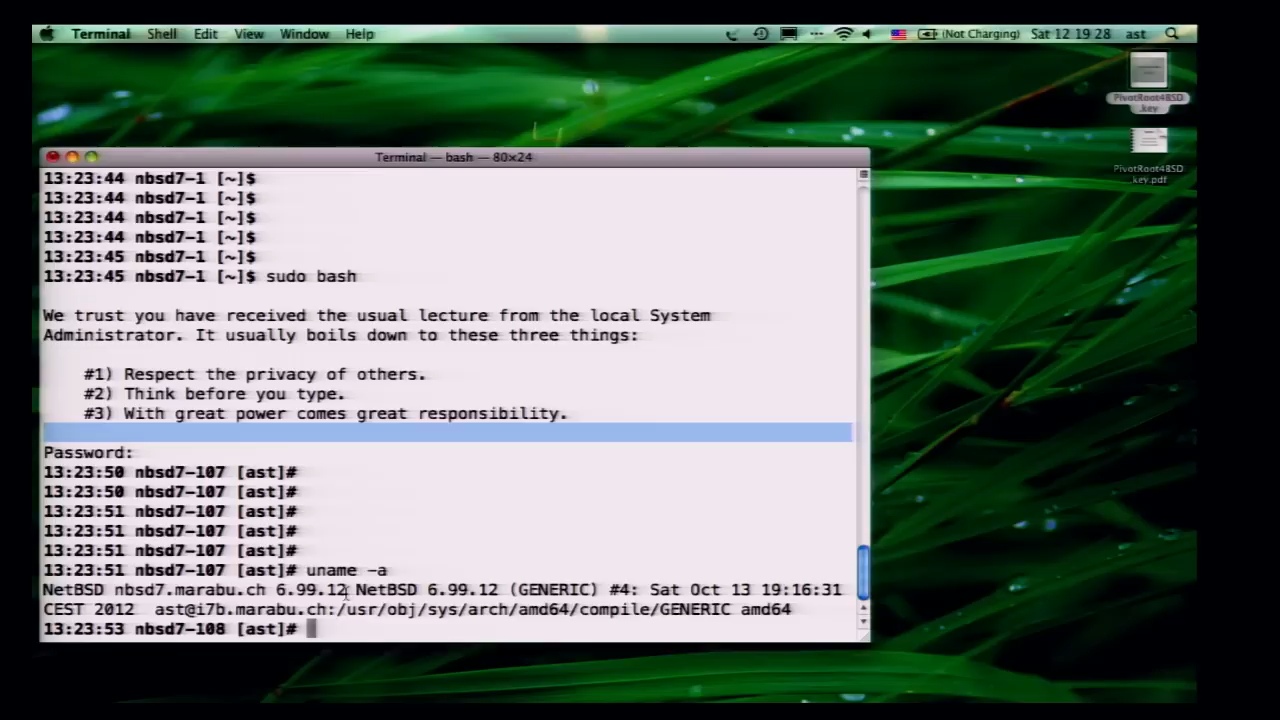 Terminal Shell Edit View Window Help (Not Charging) Sat 12 19 28 ast
PivotRoot4BSD
.key
PivotRoot4BSD
.key.pdf
Terminal — bash — 80×24
13:23:44 nbsd7-1 [~]$
13:23:44 nbsd7-1 [~]$
13:23:44 nbsd7-1 [~]$
13:23:44 nbsd7-1 [~]$
13:23:45 nbsd7-1 [~]$
13:23:45 nbsd7-1 [~]$ sudo bash
We trust you have received the usual lecture from the local System
Administrator. It usually boils down to these three things:
#1) Respect the privacy of others.
#2) Think before you type.
#3) With great power comes great responsibility.
Password:
13:23:50 nbsd7-107 [ast]#
13:23:50 nbsd7-107 [ast]#
13:23:51 nbsd7-107 [ast]#
13:23:51 nbsd7-107 [ast]#
13:23:51 nbsd7-107 [ast]#
13:23:51 nbsd7-107 [ast]# uname -a
NetBSD nbsd7.marabu.ch 6.99.12 NetBSD 6.99.12 (GENERIC) #4: Sat Oct 13 19:16:31
CEST 2012  ast@i7b.marabu.ch:/usr/obj/sys/arch/amd64/compile/GENERIC amd64
13:23:53 nbsd7-108 [ast]#